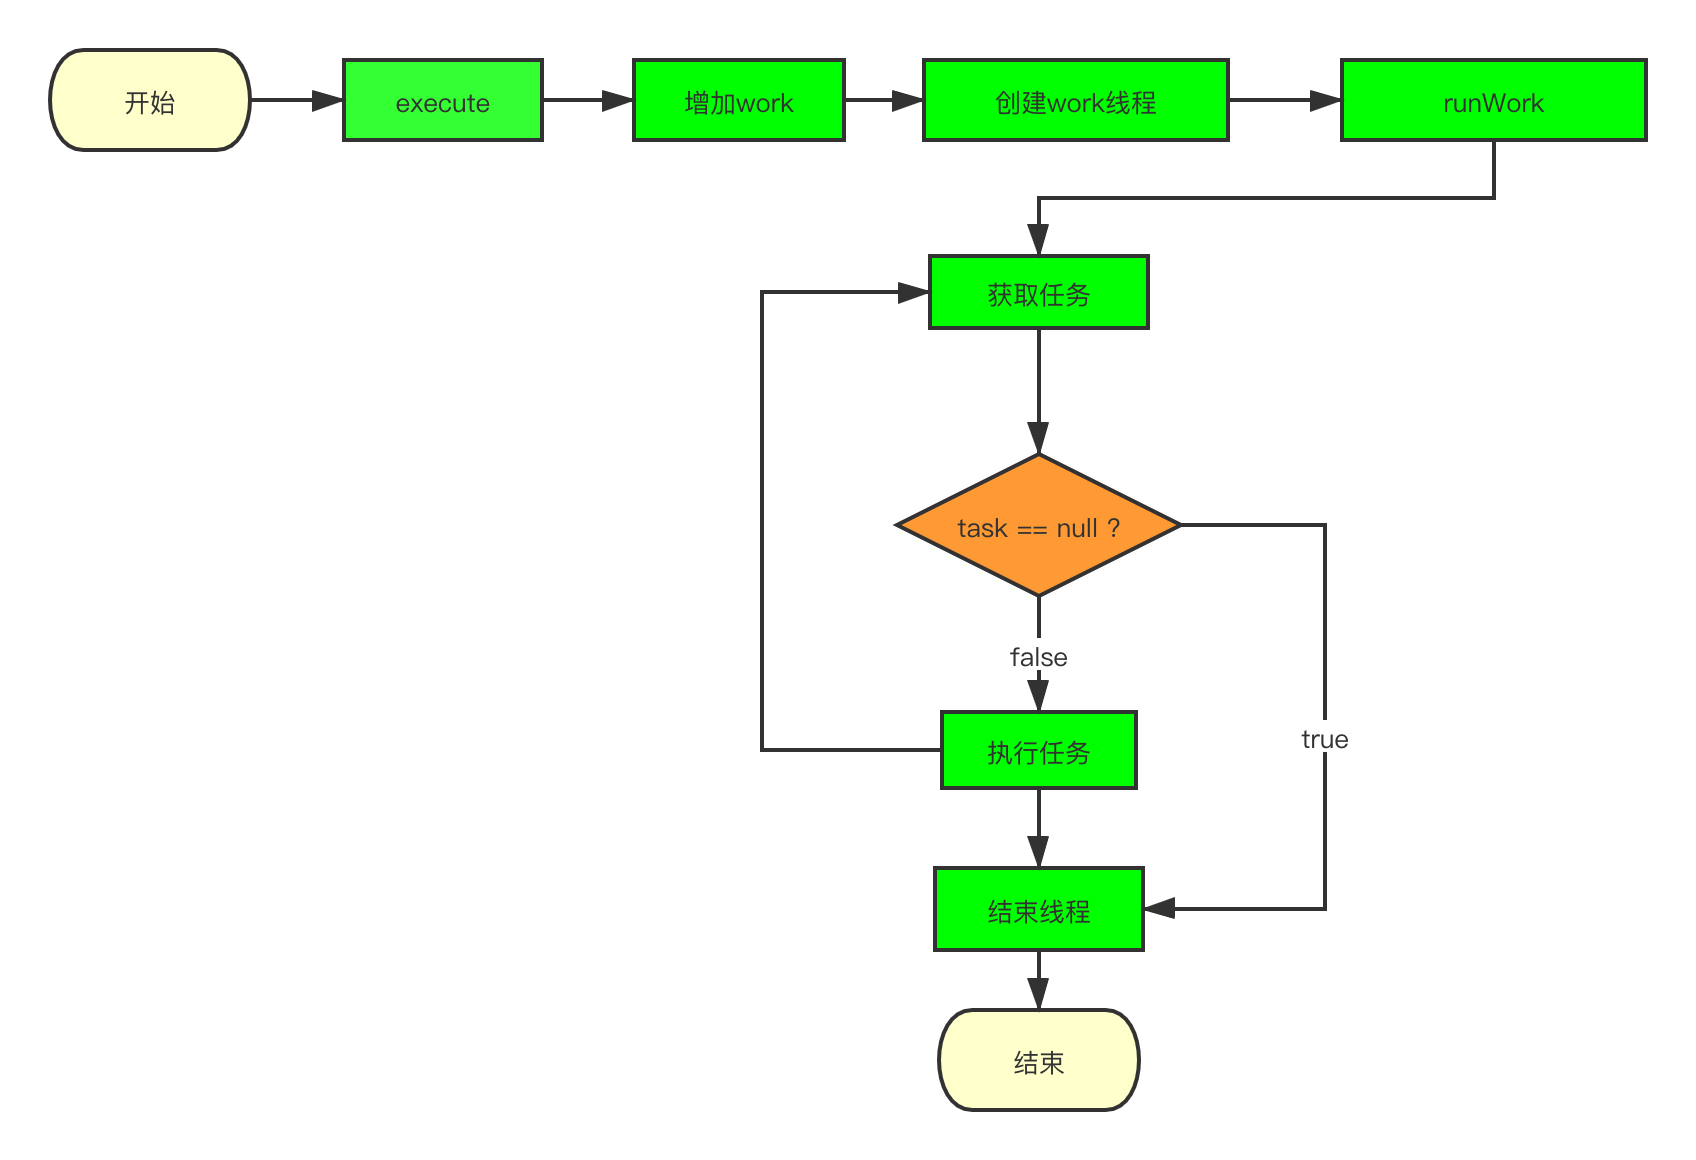 开始
execute
增加work
创建work线程
runWork
获取任务
task == null ?
false
true
执行任务
结束线程
结束